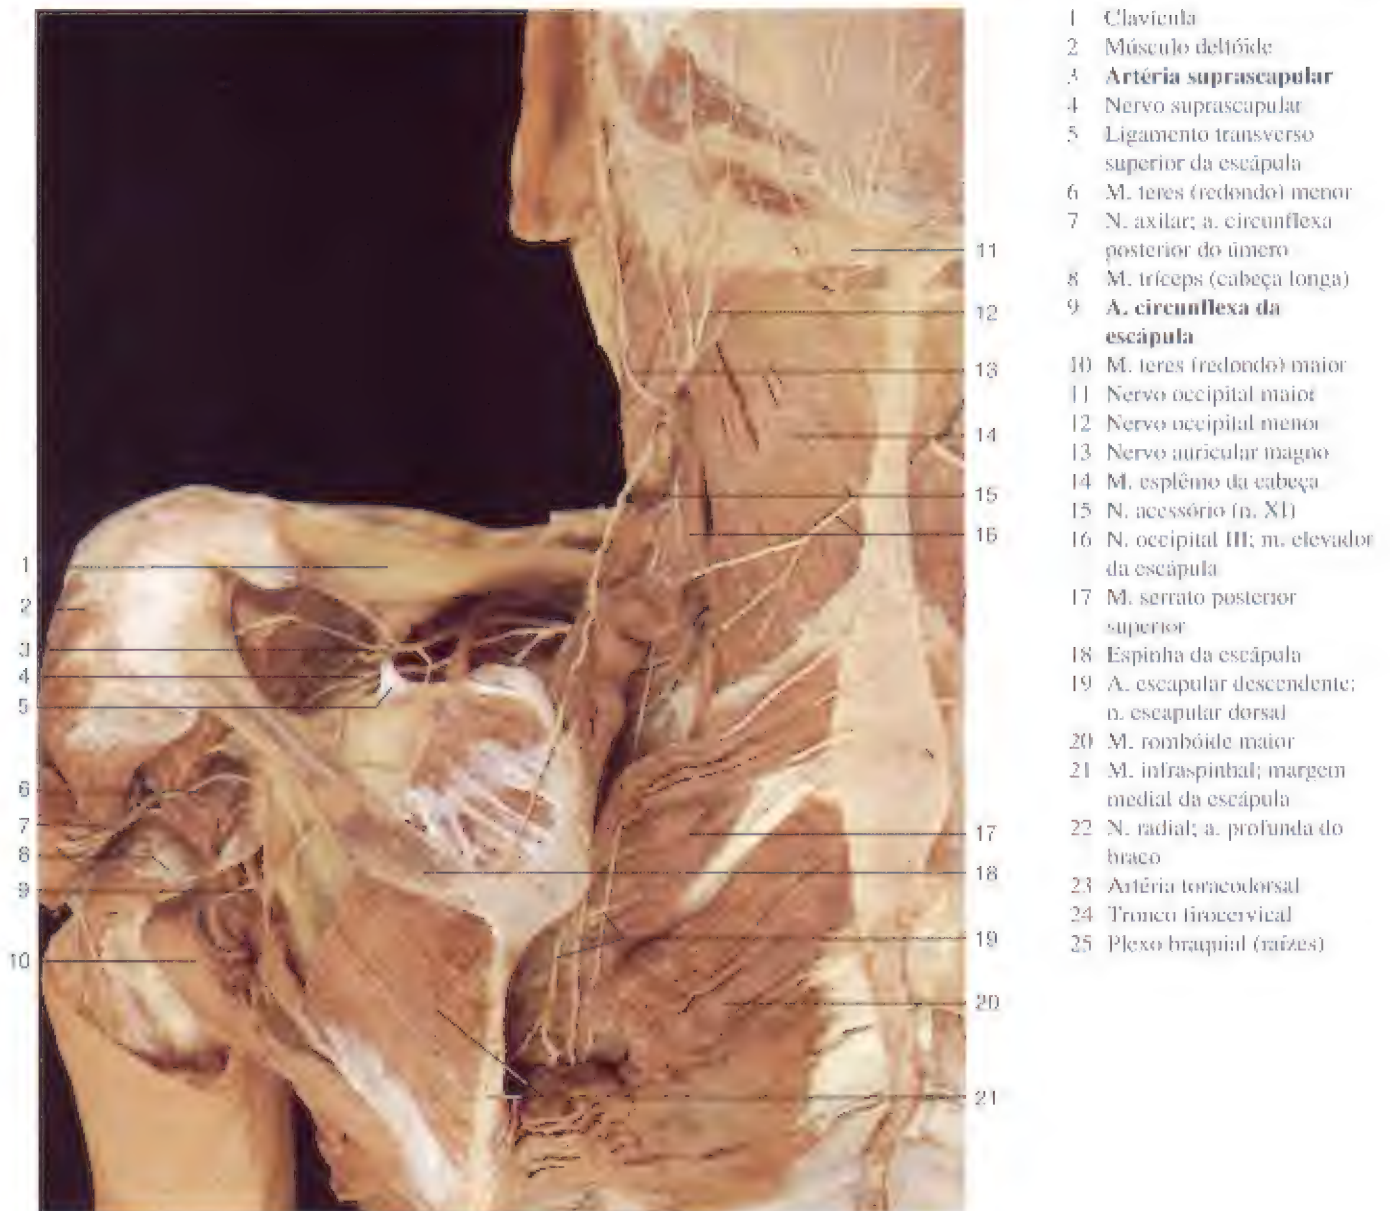 1 Clavícula
2 Músculo deltóide
3 Artéria suprascapular
4 Nervo suprascapular
5 Ligamento transverso
superior da escápula
6 M. teres (redondo) menor
7 N. axilar; a. circunflexa
posterior do úmero
8 M. tríceps (cabeça longa)
9 A. circunflexa da
escápula
10 M. teres (redondo) maior
11 Nervo occipital maior
12 Nervo occipital menor
13 Nervo auricular magno
14 M. esplênio da cabeça
15 N. acessório (n. XI)
16 N. occipital III; m. elevador
da escápula
17 M. serrato posterior
superior
18 Espinha da escápula
19 A. escapular descendente;
n. escapular dorsal
20 M. rombóide maior
21 M. infraspinhal; margem
medial da escápula
22 N. radial; a. profunda do
braço
23 Artéria toracodorsal
24 Tronco tirocervical
25 Plexo braquial (raízes)
1
2
3
4
5
6
7
8
9
10
11
12
13
14
15
16
17
18
19
20
21